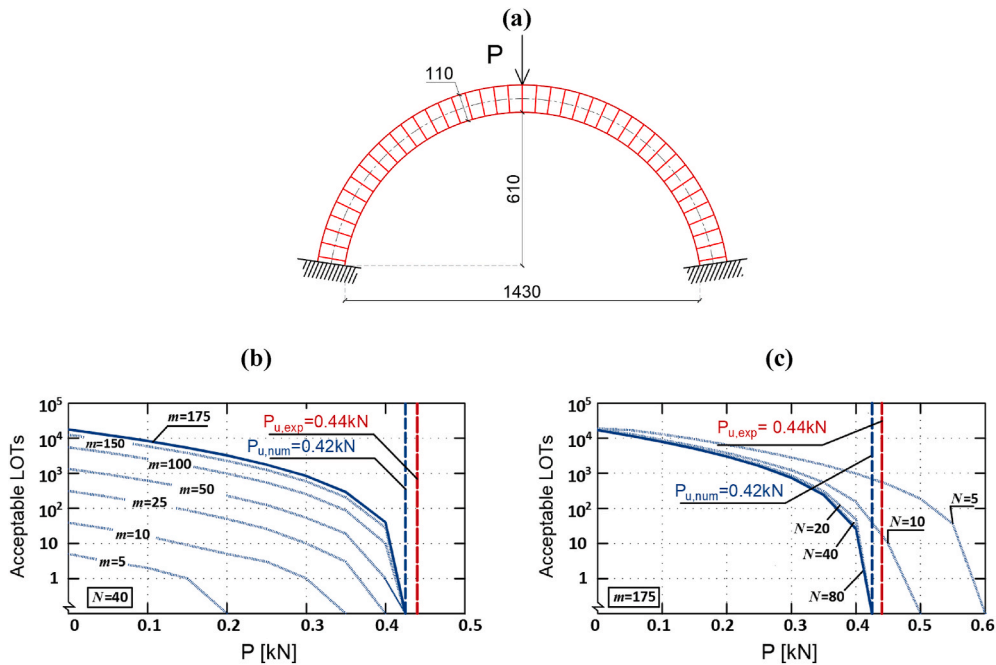 (a)
P
110
610
1430
(b)
Acceptable LOTs
10^5
10^4
10^3
10^2
10
1
m=175
m=150
m=100
m=50
m=25
m=10
m=5
P_{u,exp}=0.44kN
P_{u,num}=0.42kN
N=40
0 0.1 0.2 0.3 0.4 0.5
P [kN]
(c)
Acceptable LOTs
10^5
10^4
10^3
10^2
10
1
P_{u,exp}= 0.44kN
P_{u,num}=0.42kN
N=5
N=10
N=20
N=40
N=80
m=175
0 0.1 0.2 0.3 0.4 0.5 0.6
P [kN]